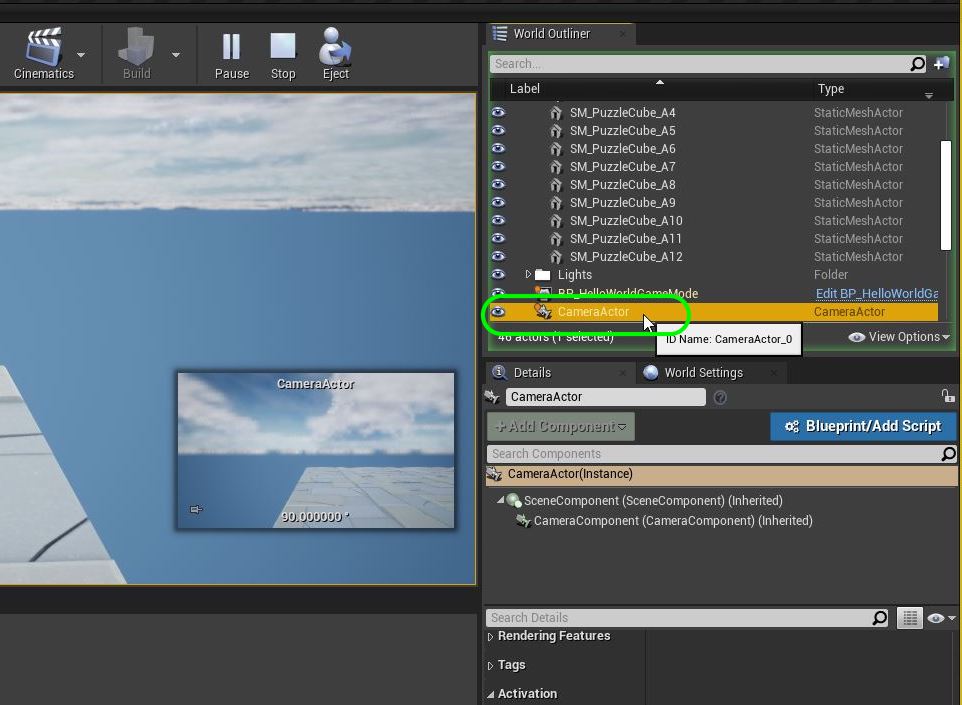 Cinematics
Build
Pause
Stop
Eject
World Outliner
Search...
Label Type
SM_PuzzleCube_A4 StaticMeshActor
SM_PuzzleCube_A5 StaticMeshActor
SM_PuzzleCube_A6 StaticMeshActor
SM_PuzzleCube_A7 StaticMeshActor
SM_PuzzleCube_A8 StaticMeshActor
SM_PuzzleCube_A9 StaticMeshActor
SM_PuzzleCube_A10 StaticMeshActor
SM_PuzzleCube_A11 StaticMeshActor
SM_PuzzleCube_A12 StaticMeshActor
Lights Folder
BP_HelloWorldGameMode Edit BP_HelloWorldGa
CameraActor CameraActor
46 actors (1 selected)
ID Name: CameraActor_0
View Options
CameraActor
90.000000 °
Details
World Settings
CameraActor
+Add Component
Blueprint/Add Script
Search Components
CameraActor(Instance)
SceneComponent (SceneComponent) (Inherited)
CameraComponent (CameraComponent) (Inherited)
Search Details
Rendering Features
Tags
Activation